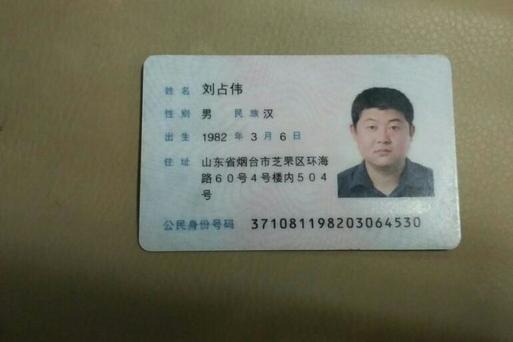 姓名 刘占伟
性别 男 民族 汉
出生 1982 年 3 月 6 日
住址 山东省烟台市芝罘区环海
路60号4号楼内504
号
公民身份号码 371081198203064530